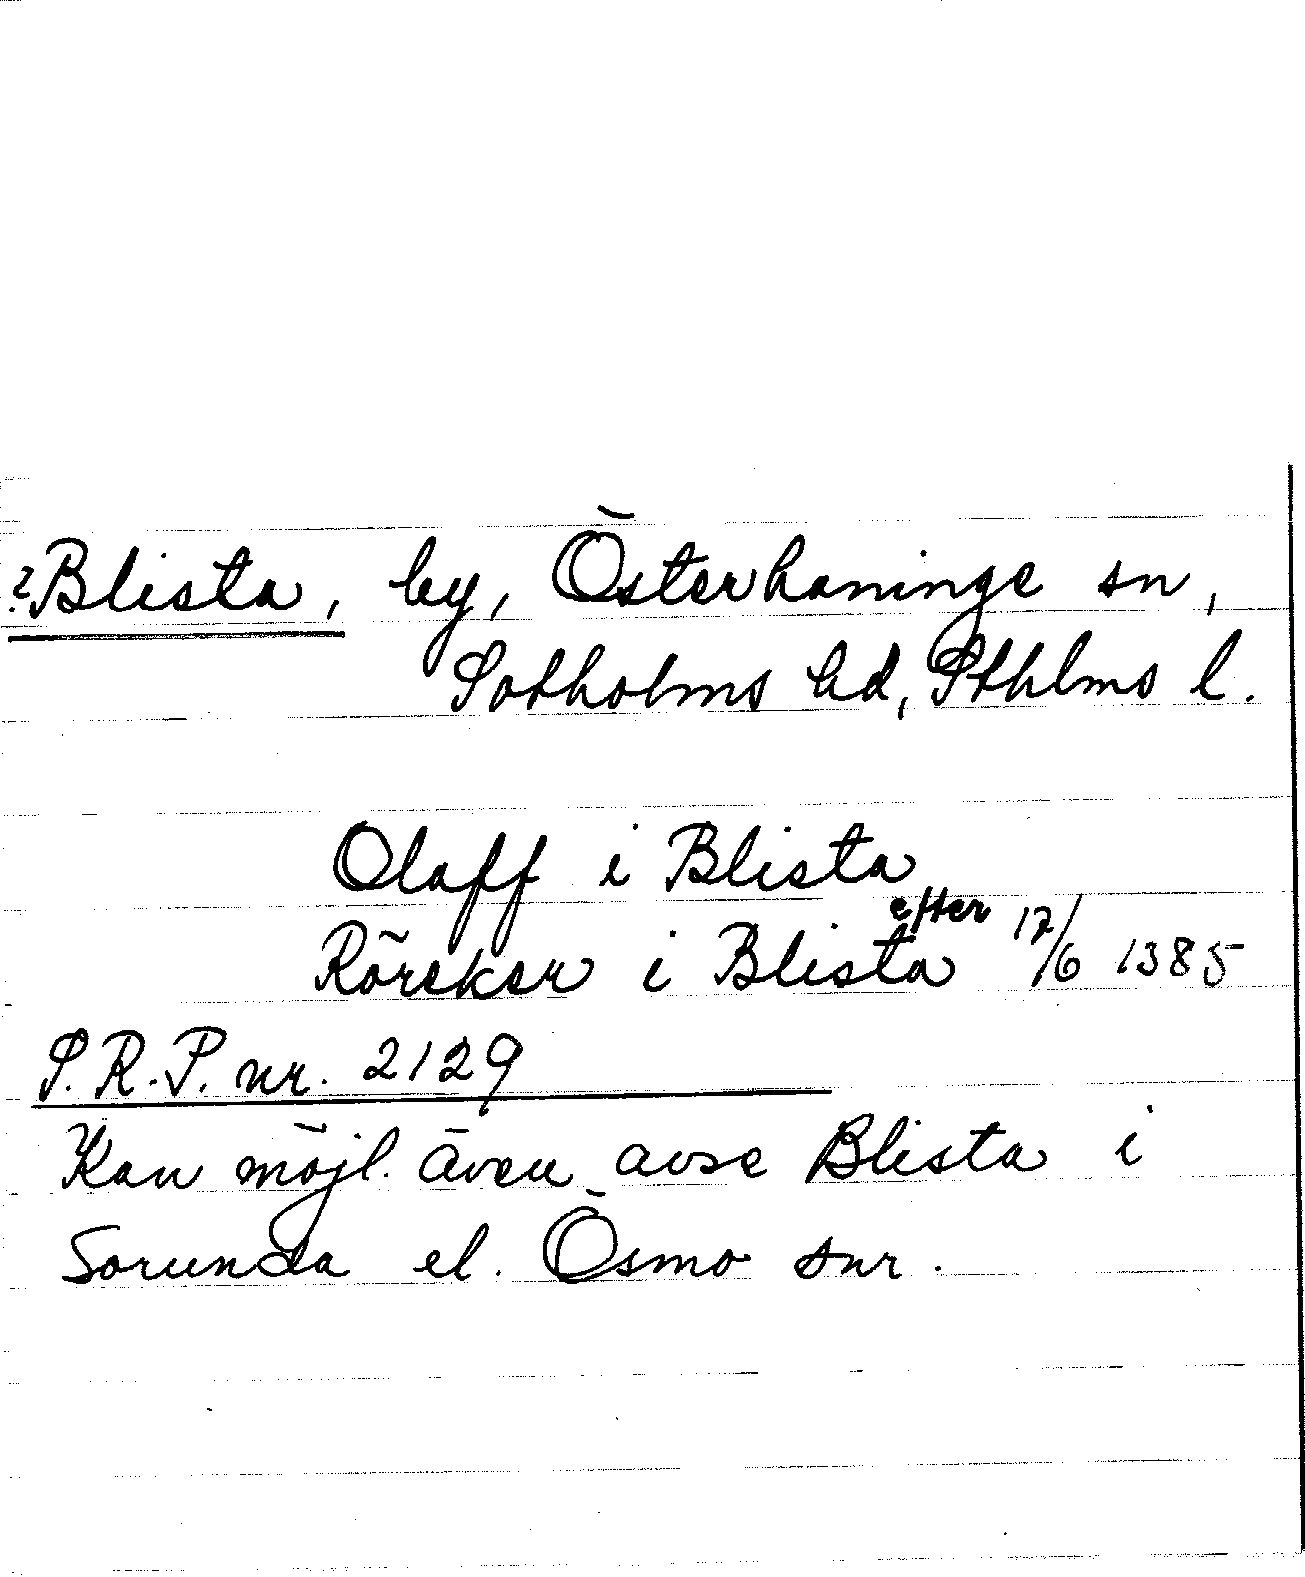 ?Blista, by, Österhaninge sn,
Sotholms hd, Sthlms l.
Olaff i Blista
Röreker i Blista efter 17/6 1385
S.R.P. nr. 2129
Kan möjl. även avse Blista i
Sorunda el. Ösmo snr.